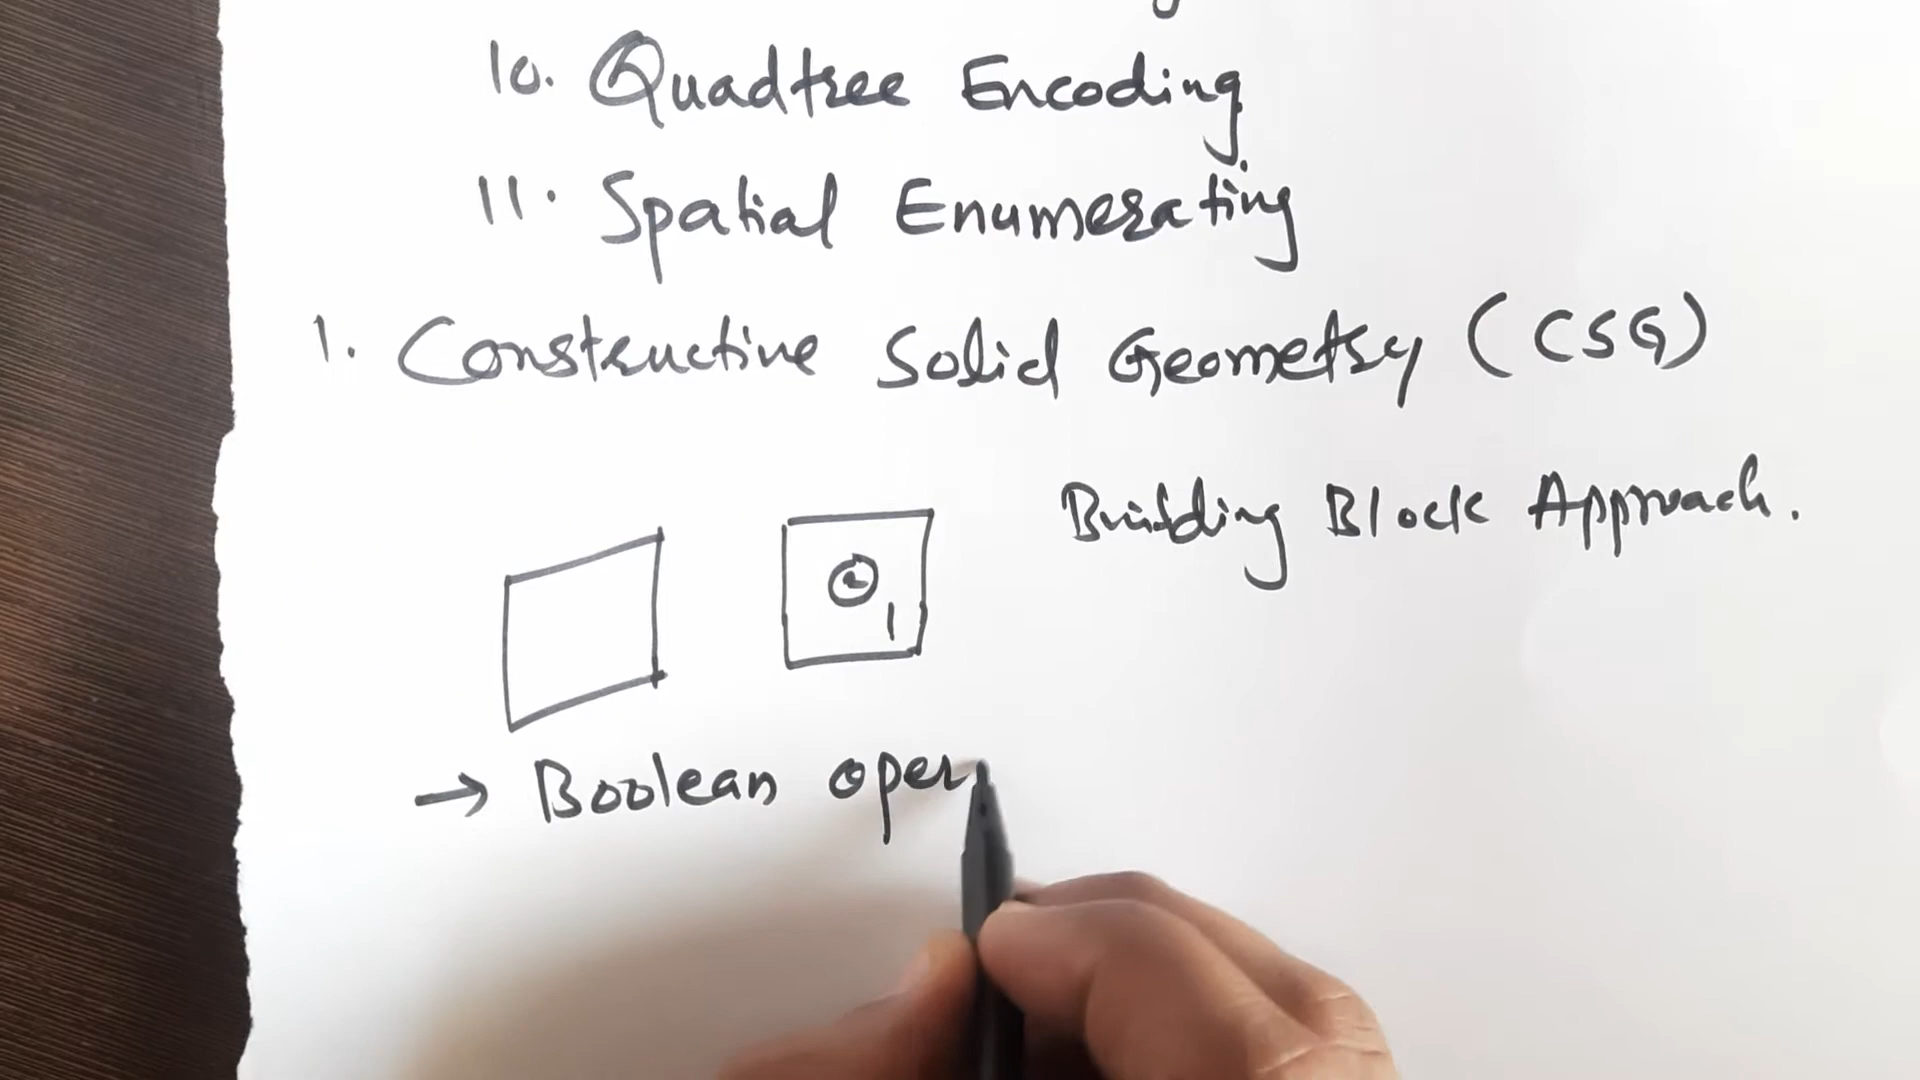 10. Quadtree Encoding
11. Spatial Enumerating
1. Constructive Solid Geometry (CSG)
Building Block Approach.
→ Boolean oper